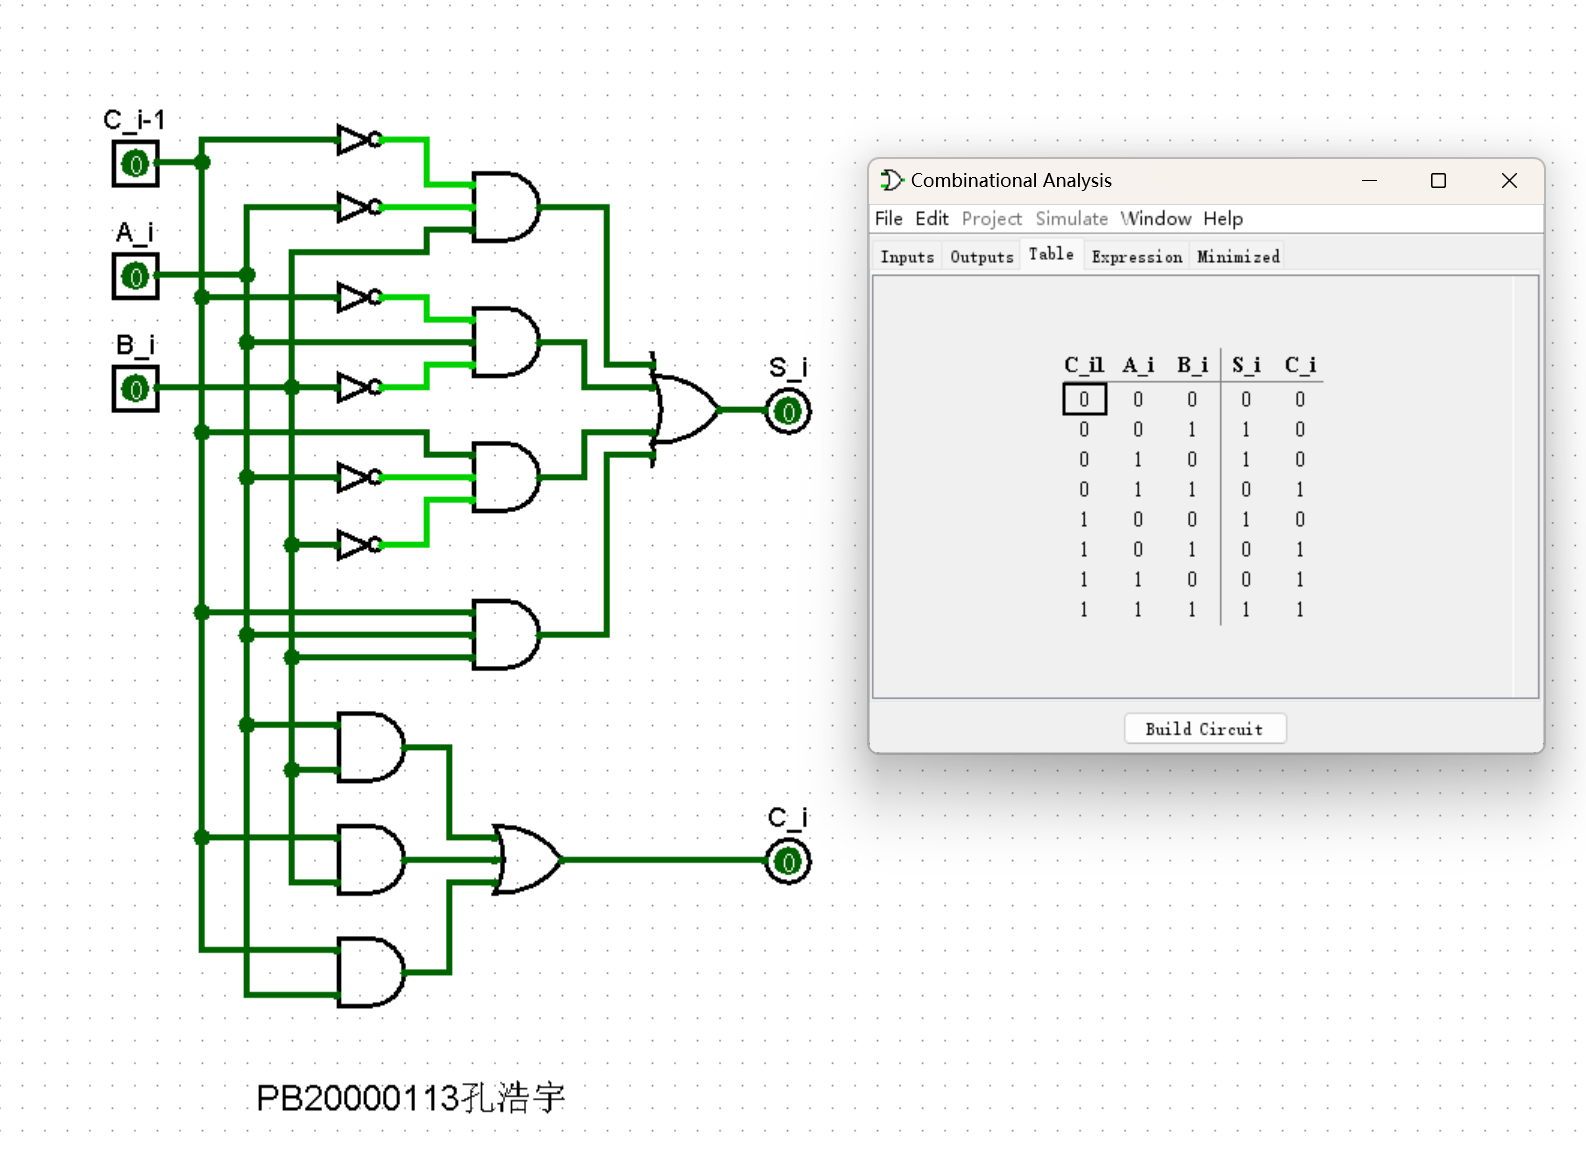 C_i-1
0
A_i
0
B_i
0
S_i
0
C_i
0
PB20000113孔浩宇
Combinational Analysis
File Edit Project Simulate Window Help
Inputs Outputs Table Expression Minimized
C_i1 A_i B_i S_i C_i
0 0 0 0 0
0 0 1 1 0
0 1 0 1 0
0 1 1 0 1
1 0 0 1 0
1 0 1 0 1
1 1 0 0 1
1 1 1 1 1
Build Circuit